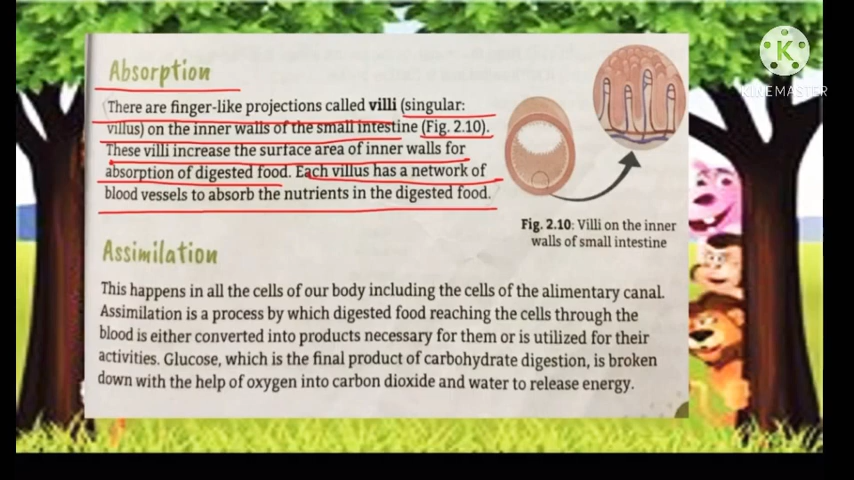 Absorption
There are finger-like projections called villi (singular:
villus) on the inner walls of the small intestine (Fig. 2.10).
These villi increase the surface area of inner walls for
absorption of digested food. Each villus has a network of
blood vessels to absorb the nutrients in the digested food.
Fig. 2.10: Villi on the inner
walls of small intestine
Assimilation
This happens in all the cells of our body including the cells of the alimentary canal.
Assimilation is a process by which digested food reaching the cells through the
blood is either converted into products necessary for them or is utilized for their
activities. Glucose, which is the final product of carbohydrate digestion, is broken
down with the help of oxygen into carbon dioxide and water to release energy.
K
KINEMASTER